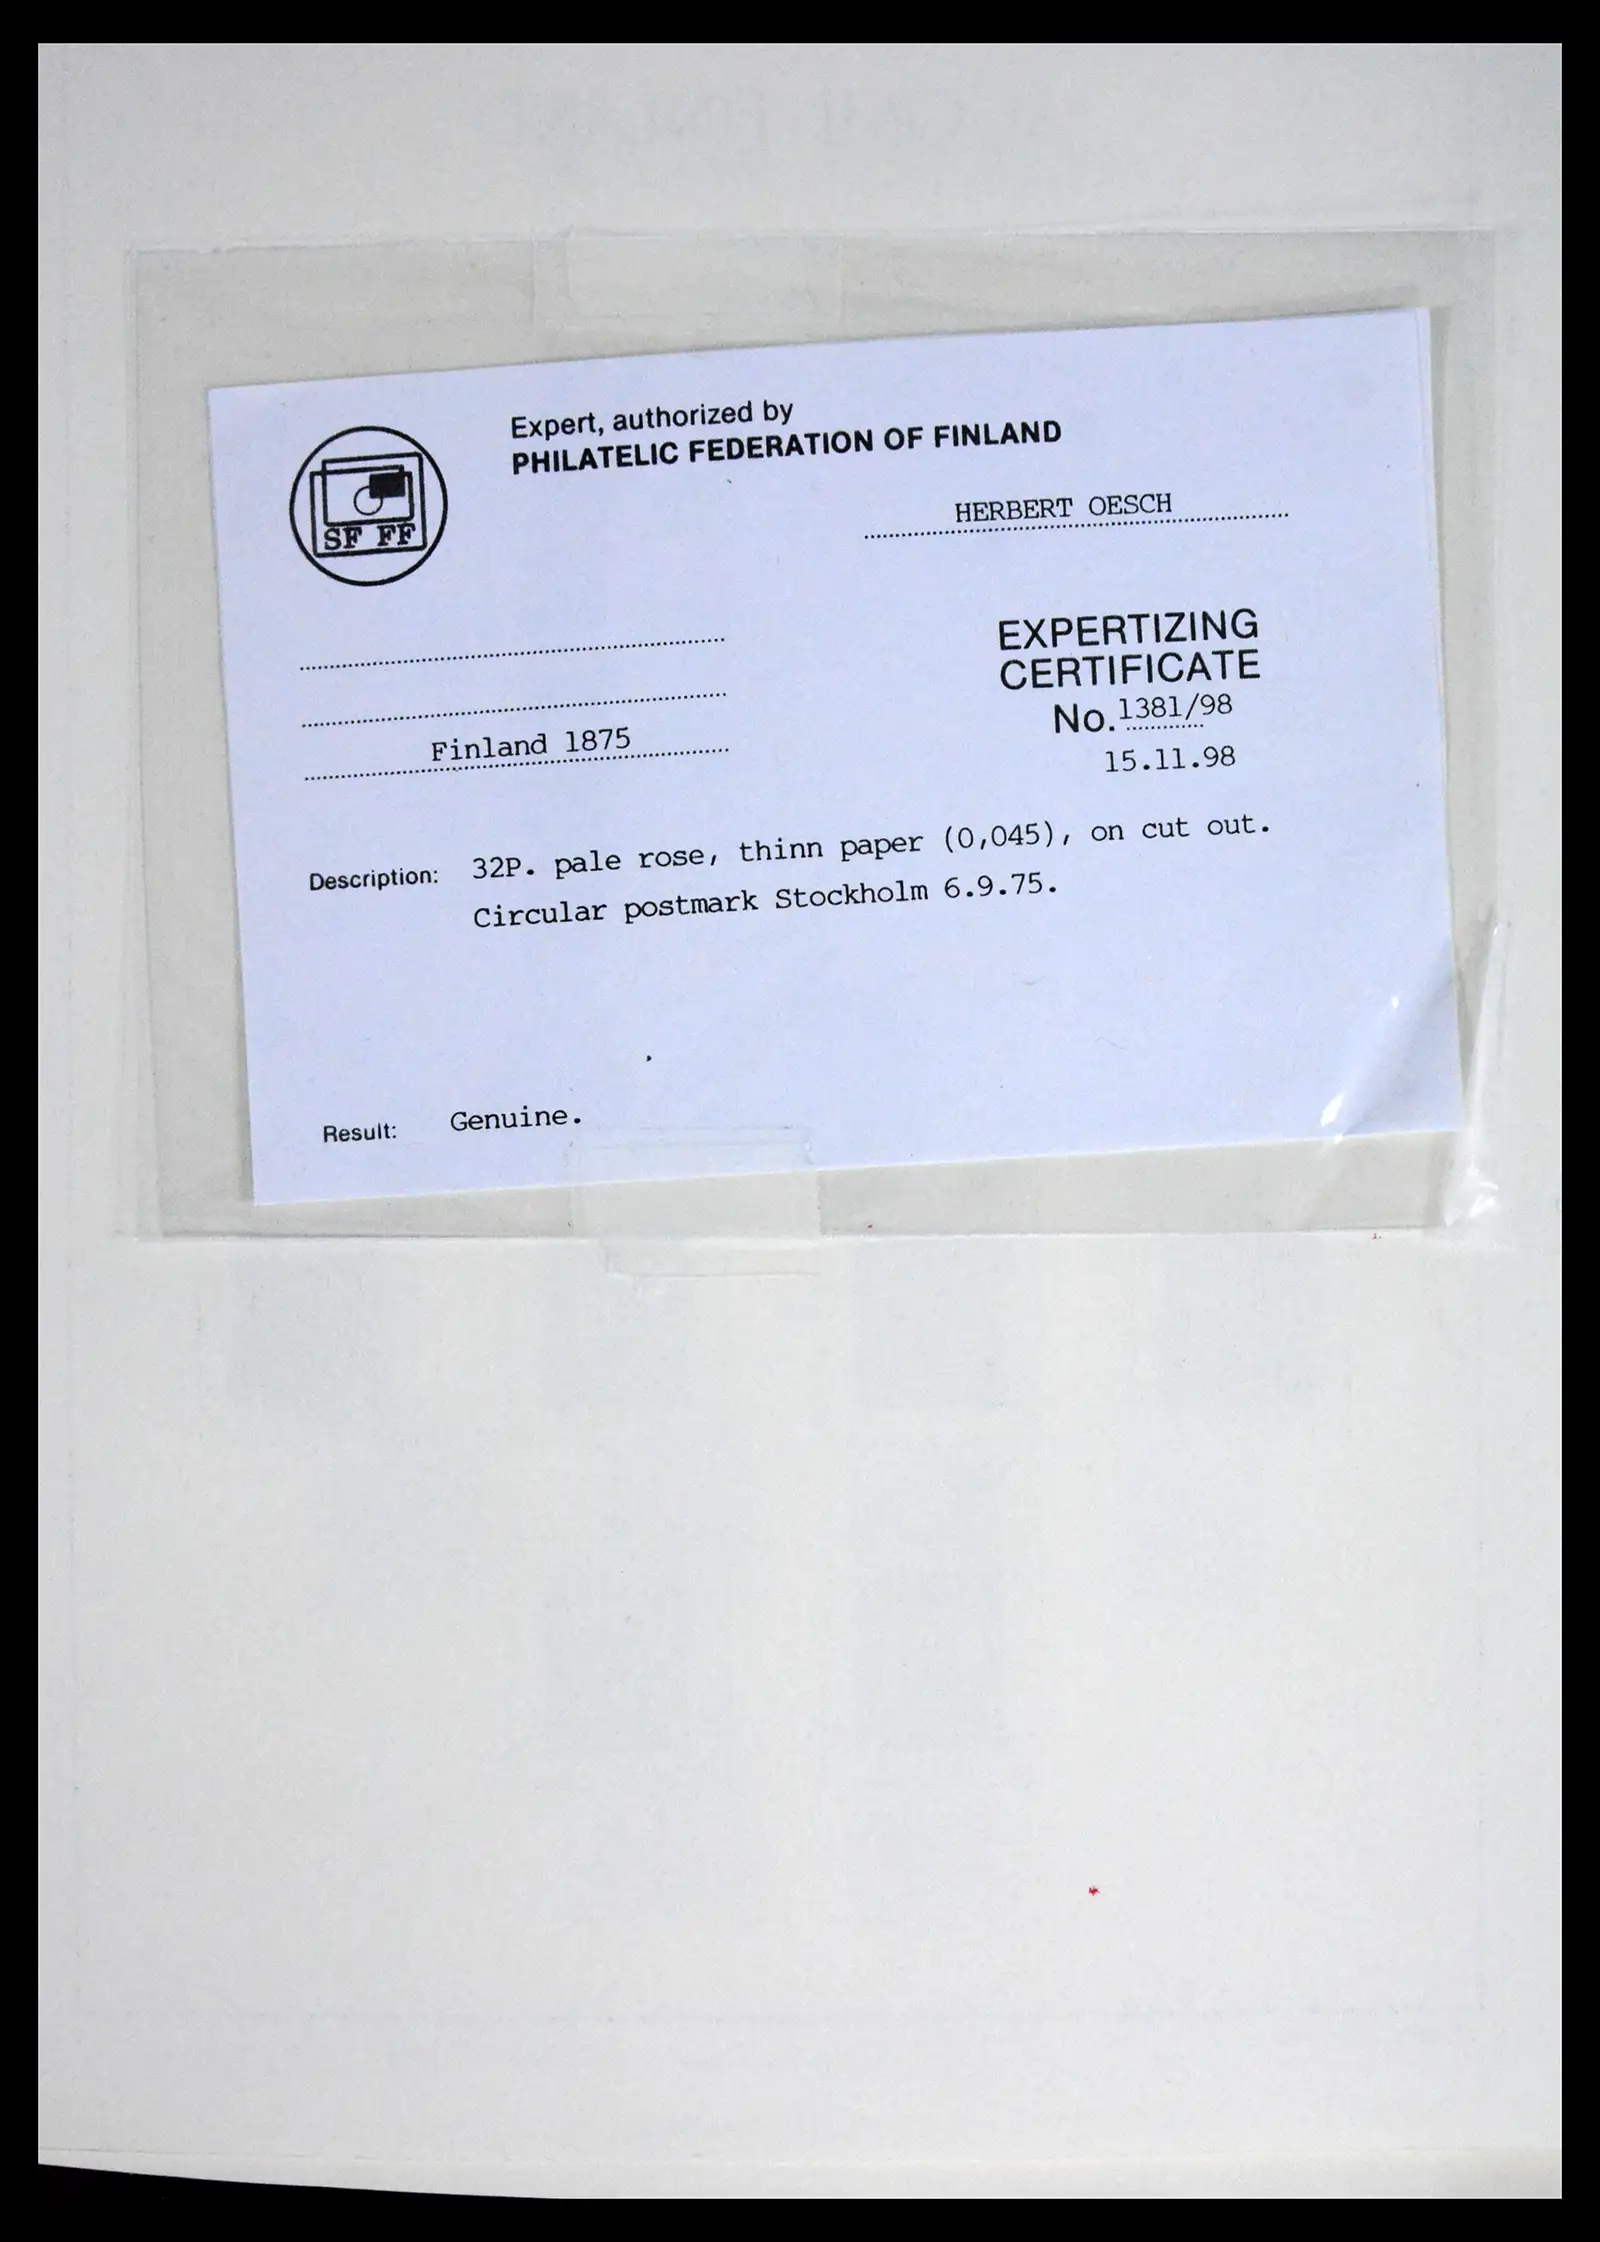 Expert, authorized by
PHILATELIC FEDERATION OF FINLAND
SF FF
HERBERT OESCH
EXPERTIZING
CERTIFICATE
No. 1381/98
15.11.98
Finland 1875
Description: 32P. pale rose, thinn paper (0,045), on cut out.
Circular postmark Stockholm 6.9.75.
Result: Genuine.